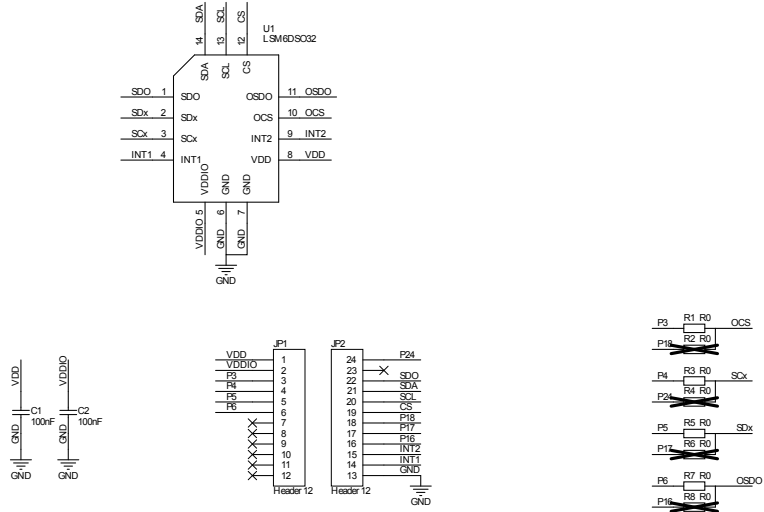 SDA
SCL
CS
U1
LSM6DSO32
14
13
12
SDA
SCL
CS
SDO 1 SDO
OSDO 11 OSDO
SDx 2 SDx
OCS 10 OCS
SCx 3 SCx
INT2 9 INT2
INT1 4 INT1
VDD 8 VDD
VDDIO
GND
GND
5
6
7
VDDIO
GND
GND
GND
VDD
GND
C1
100nF
GND
VDDIO
GND
C2
100nF
GND
JP1
VDD 1
VDDIO 2
P3 3
P4 4
P5 5
P6 6
7
8
9
10
11
12
Header 12
JP2
24 P24
23
22 SDO
21 SDA
20 SCL
19 CS
18 P18
17 P17
16 P16
15 INT2
14 INT1
13 GND
Header 12
GND
P3 R1 R0 OCS
P18 R2 R0
P4 R3 R0 SCx
P24 R4 R0
P5 R5 R0 SDx
P17 R6 R0
P6 R7 R0 OSDO
P16 R8 R0